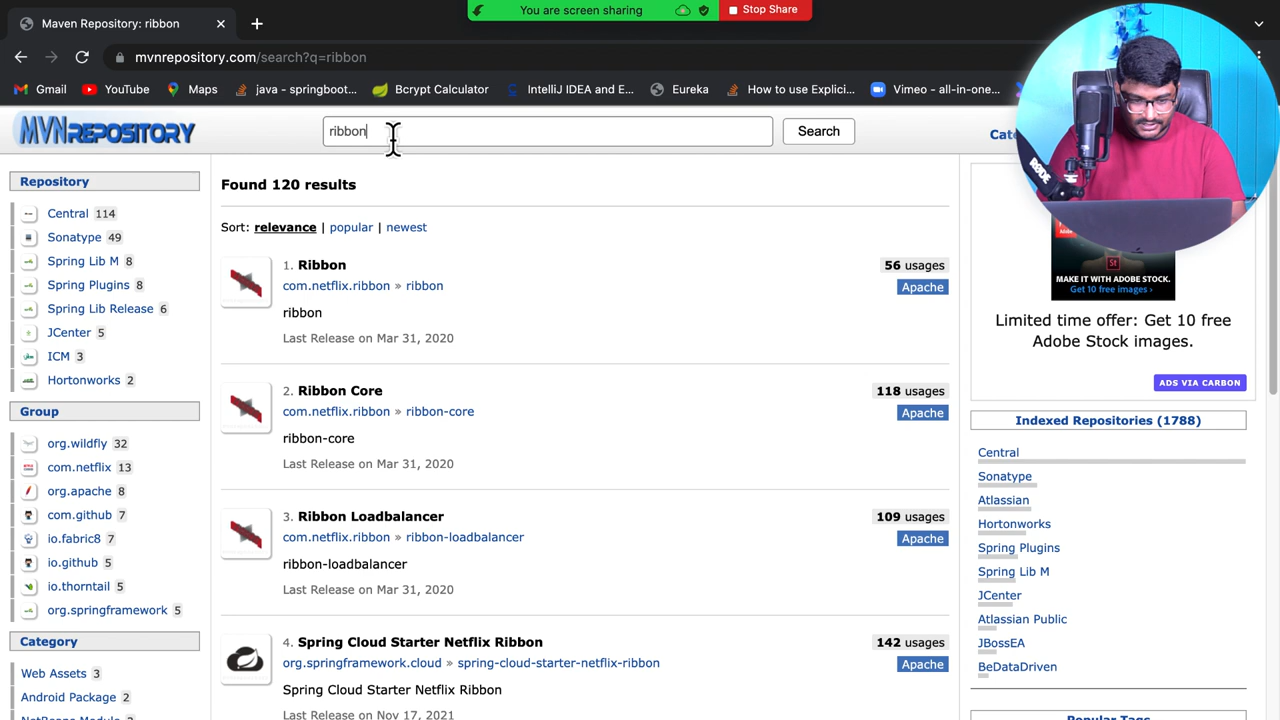 Maven Repository: ribbon
You are screen sharing
Stop Share
mvnrepository.com/search?q=ribbon
Gmail
YouTube
Maps
java - springboot...
Bcrypt Calculator
IntelliJ IDEA and E...
Eureka
How to use Explici...
Vimeo - all-in-one...
MVNREPOSITORY
ribbon
Search
Repository
Central 114
Sonatype 49
Spring Lib M 8
Spring Plugins 8
Spring Lib Release 6
JCenter 5
ICM 3
Hortonworks 2
Group
org.wildfly 32
com.netflix 13
org.apache 8
com.github 7
io.fabric8 7
io.github 5
io.thorntail 5
org.springframework 5
Category
Web Assets 3
Android Package 2
Found 120 results
Sort: relevance | popular | newest
1. Ribbon
56 usages
com.netflix.ribbon » ribbon
Apache
ribbon
Last Release on Mar 31, 2020
2. Ribbon Core
118 usages
com.netflix.ribbon » ribbon-core
Apache
ribbon-core
Last Release on Mar 31, 2020
3. Ribbon Loadbalancer
109 usages
com.netflix.ribbon » ribbon-loadbalancer
Apache
ribbon-loadbalancer
Last Release on Mar 31, 2020
4. Spring Cloud Starter Netflix Ribbon
142 usages
org.springframework.cloud » spring-cloud-starter-netflix-ribbon
Apache
Spring Cloud Starter Netflix Ribbon
Last Release on Nov 17, 2021
RØDE
St
MAKE IT WITH ADOBE STOCK.
Get 10 free images ›
Limited time offer: Get 10 free
Adobe Stock images.
ADS VIA CARBON
Indexed Repositories (1788)
Central
Sonatype
Atlassian
Hortonworks
Spring Plugins
Spring Lib M
JCenter
Atlassian Public
JBossEA
BeDataDriven
Popular Tags